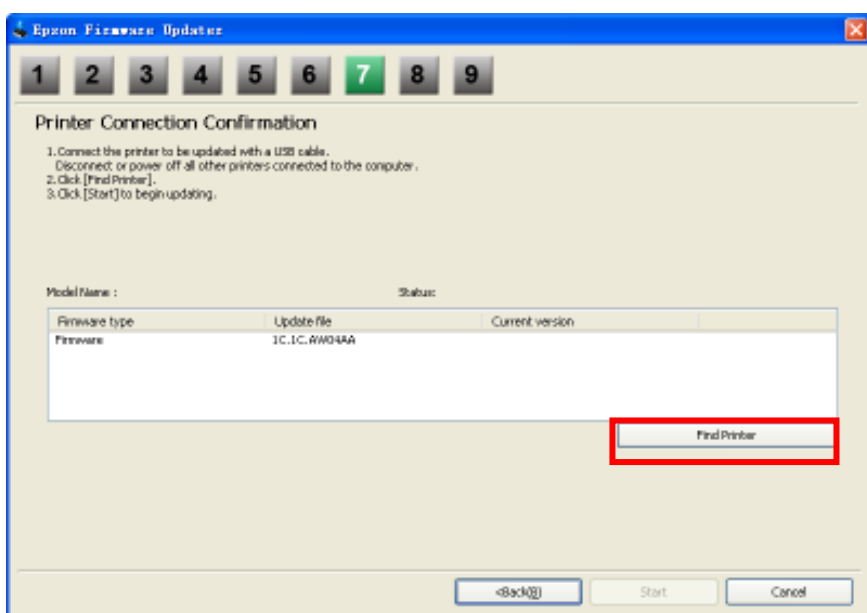 Epson Firmware Updater
1 2 3 4 5 6 7 8 9
Printer Connection Confirmation
1.Connect the printer to be updated with a USB cable.
Disconnect or power off all other printers connected to the computer.
2.Click [Find Printer].
3.Click [Start] to begin updating.
Model Name : Status:
Firmware type Update file Current version
Firmware 1C.1C.AW04AA
Find Printer
<Back(B) Start Cancel